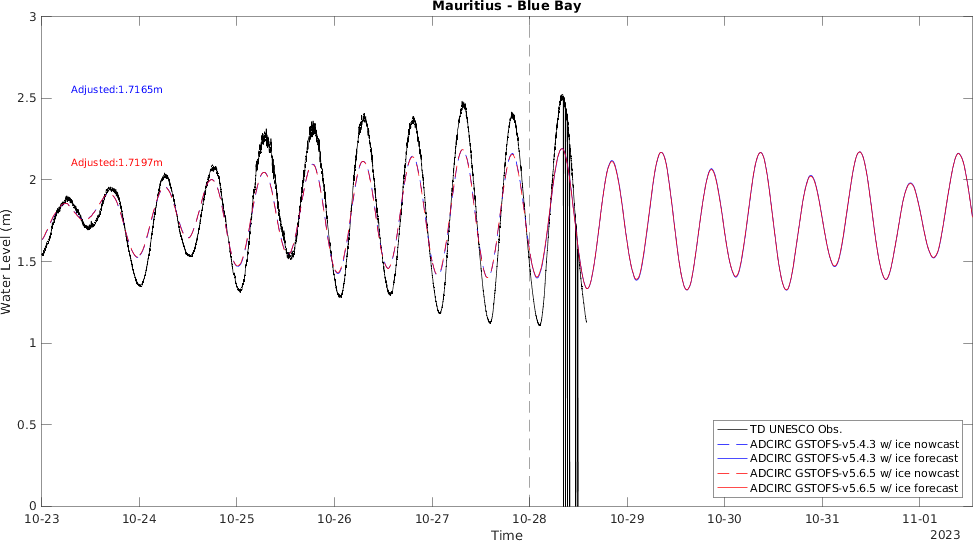 Mauritius - Blue Bay
3
2.5
2
1.5
1
0.5
0
Water Level (m)
Adjusted:1.7165m
Adjusted:1.7197m
TD UNESCO Obs.
ADCIRC GSTOFS-v5.4.3 w/ ice nowcast
ADCIRC GSTOFS-v5.4.3 w/ ice forecast
ADCIRC GSTOFS-v5.6.5 w/ ice nowcast
ADCIRC GSTOFS-v5.6.5 w/ ice forecast
10-23 10-24 10-25 10-26 10-27 10-28 10-29 10-30 10-31 11-01
Time
2023